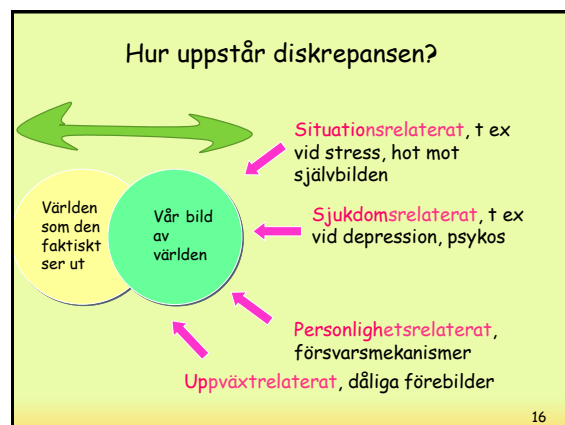 Hur uppstår diskrepansen?
Situationsrelaterat, t ex
vid stress, hot mot
självbilden
Världen
som den
faktiskt
ser ut
Vår bild
av
världen
Sjukdomsrelaterat, t ex
vid depression, psykos
Personlighetsrelaterat,
försvarsmekanismer
Uppväxtrelaterat, dåliga förebilder
16